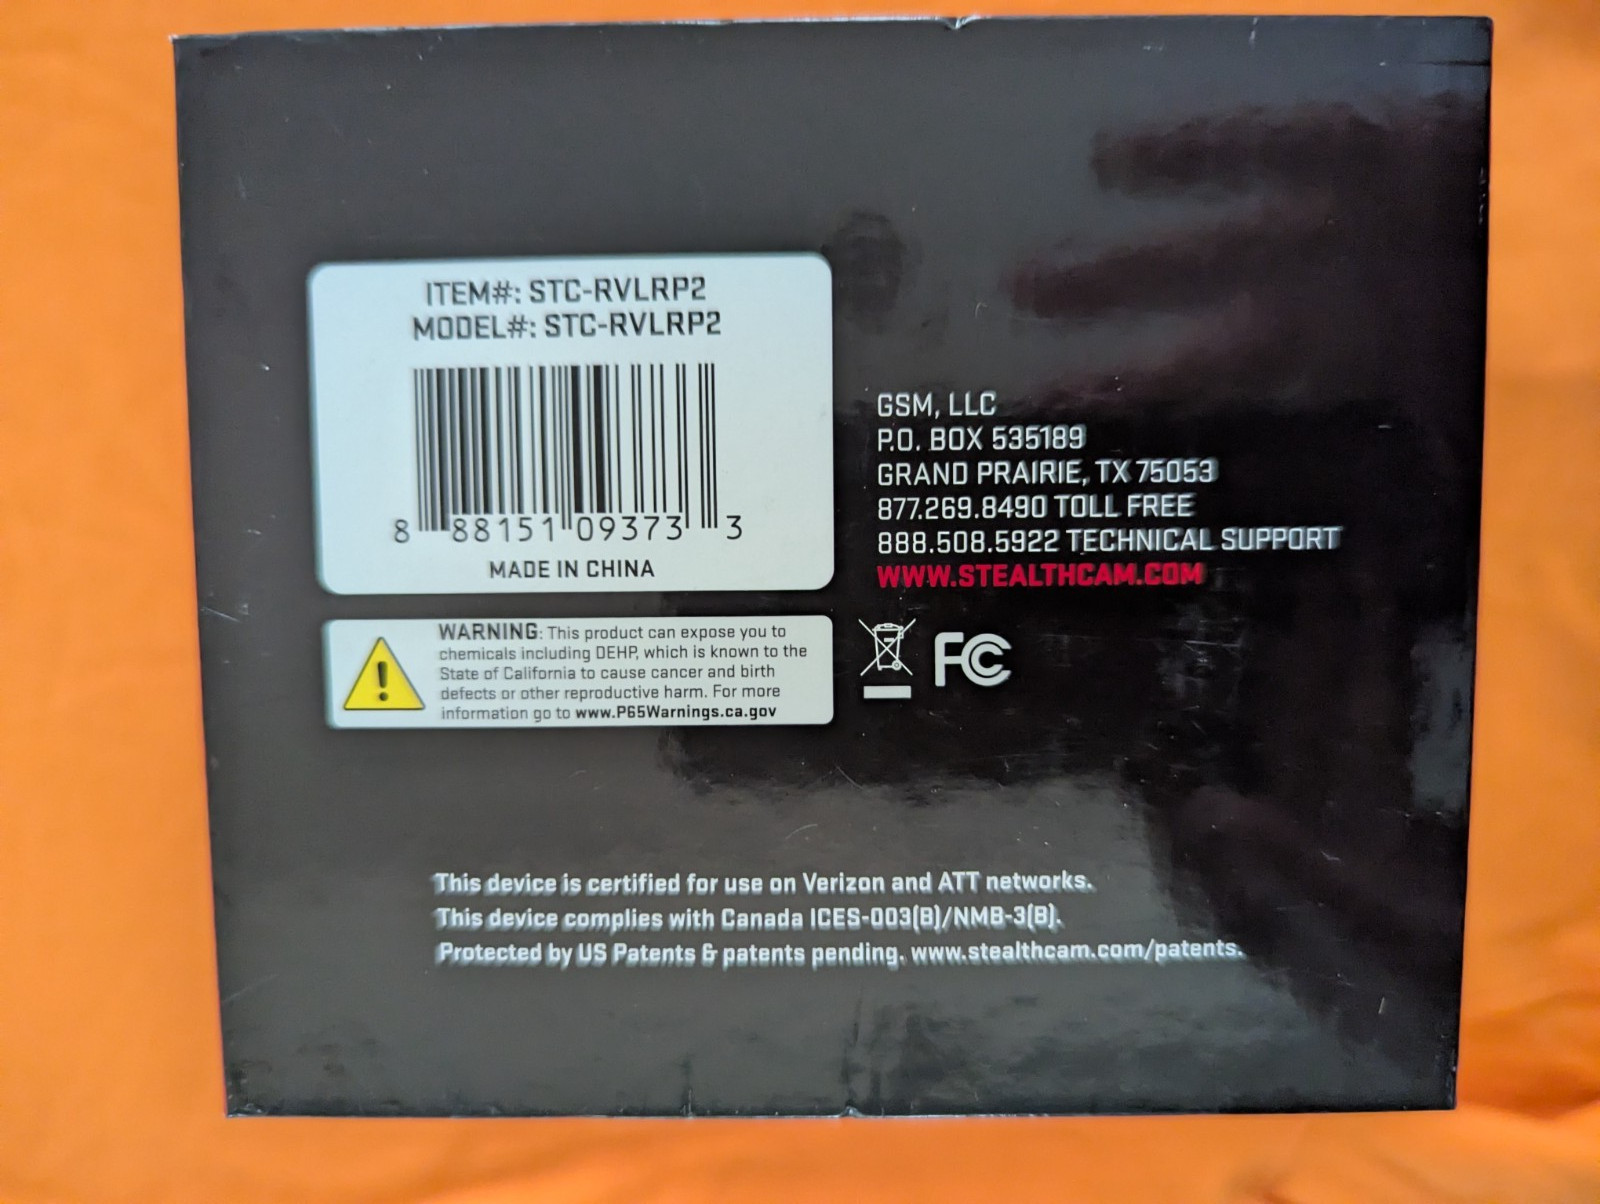 ITEM#: STC-RVLRP2
MODEL#: STC-RVLRP2
8 88151 09373 3
MADE IN CHINA
WARNING: This product can expose you to
chemicals including DEHP, which is known to the
State of California to cause cancer and birth
defects or other reproductive harm. For more
information go to www.P65Warnings.ca.gov
GSM, LLC
P.O. BOX 535189
GRAND PRAIRIE, TX 75053
877.269.8490 TOLL FREE
888.508.5922 TECHNICAL SUPPORT
WWW.STEALTHCAM.COM
FC
This device is certified for use on Verizon and ATT networks.
This device complies with Canada ICES-003(B)/NMB-3(B).
Protected by US Patents & patents pending. www.stealthcam.com/patents.